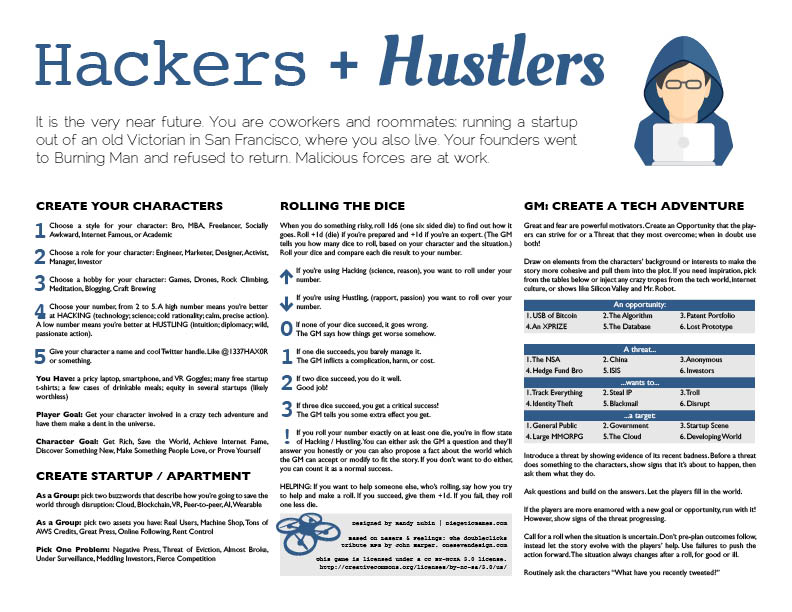 Hackers + Hustlers
It is the very near future. You are coworkers and roommates: running a startup
out of an old Victorian in San Francisco, where you also live. Your founders went
to Burning Man and refused to return. Malicious forces are at work.
CREATE YOUR CHARACTERS
1 Choose a style for your character: Bro, MBA, Freelancer, Socially
Awkward, Internet Famous, or Academic
2 Choose a role for your character: Engineer, Marketer, Designer, Activist,
Manager, Investor
3 Choose a hobby for your character: Games, Drones, Rock Climbing,
Meditation, Blogging, Craft Brewing
4 Choose your number, from 2 to 5. A high number means you're better
at HACKING (technology; science; cold rationality; calm, precise action).
A low number means you're better at HUSTLING (intuition; diplomacy; wild,
passionate action).
5 Give your character a name and cool Twitter handle. Like @1337HAX0R
or something.
You Have: a pricy laptop, smartphone, and VR Goggles; many free startup
t-shirts; a few cases of drinkable meals; equity in several startups (likely
worthless)
Player Goal: Get your character involved in a crazy tech adventure and
have them make a dent in the universe.
Character Goal: Get Rich, Save the World, Achieve Internet Fame,
Discover Something New, Make Something People Love, or Prove Yourself
CREATE STARTUP / APARTMENT
As a Group: pick two buzzwords that describe how you're going to save the
world through disruption: Cloud, Blockchain, VR, Peer-to-peer, AI, Wearable
As a Group: pick two assets you have: Real Users, Machine Shop, Tons of
AWS Credits, Great Press, Online Following, Rent Control
Pick One Problem: Negative Press, Threat of Eviction, Almost Broke,
Under Surveillance, Meddling Investors, Fierce Competition
ROLLING THE DICE
When you do something risky, roll 1d6 (one six sided die) to find out how it
goes. Roll +1d (die) if you're prepared and +1d if you're an expert. (The GM
tells you how many dice to roll, based on your character and the situation.)
Roll your dice and compare each die result to your number.
If you're using Hacking (science, reason), you want to roll under your
number.
If you're using Hustling, (rapport, passion) you want to roll over your
number.
0 If none of your dice succeed, it goes wrong.
The GM says how things get worse somehow.
1 If one die succeeds, you barely manage it.
The GM inflicts a complication, harm, or cost.
2 If two dice succeed, you do it well.
Good job!
3 If three dice succeed, you get a critical success!
The GM tells you some extra effect you get.
! If you roll your number exactly on at least one die, you're in flow state
of Hacking / Hustling. You can either ask the GM a question and they'll
answer you honestly or you can also propose a fact about the world which
the GM can accept or modify to fit the story. If you don't want to do either,
you can count it as a normal success.
HELPING: If you want to help someone else, who's rolling, say how you try
to help and make a roll. If you succeed, give them +1d. If you fail, they roll
one less die.
designed by mandy mubin | diegeticgames.com
tribute RPG by John Harper. onesevendesign.com
this game is licensed under a cc BY-NCSA 3.0 license.
http://creativecommons.org/licenses/by-nc-sa/3.0/us/
GM: CREATE A TECH ADVENTURE
Great and fear are powerful motivators. Create an Opportunity that the play-
ers can strive for or a Threat that they most overcome; when in doubt use
both!
Draw on elements from the characters' background or interests to make the
story more cohesive and pull them into the plot. If you need inspiration, pick
from the tables below or inject any crazy tropes from the tech world, internet
culture, or shows like Silicon Valley and Mr. Robot.
An opportunity:
1. USB of Bitcoin 2. The Algorithm 3. Patent Portfolio
4. An XPRIZE 5. The Database 6. Lost Prototype
A threat...
1. The NSA 2. China 3. Anonymous
4. Hedge Fund Bro 5. ISIS 6. Investors
...wants to...
1. Track Everything 2. Steal IP 3. Troll
4. Identity Theft 5. Blackmail 6. Disrupt
...a target:
1. General Public 2. Government 3. Startup Scene
4. Large MMORPG 5. The Cloud 6. Developing World
Introduce a threat by showing evidence of its recent badness. Before a threat
does something to the characters, show signs that it's about to happen, then
ask them what they do.
Ask questions and build on the answers. Let the players fill in the world.
If the players are more enamored with a new goal or opportunity, run with it!
However, show signs of the threat progressing.
Call for a roll when the situation is uncertain. Don't pre-plan outcomes follow,
instead let the story evolve with the players' help. Use failures to push the
action forward. The situation always changes after a roll, for good or ill.
Routinely ask the characters "What have you recently tweeted?"